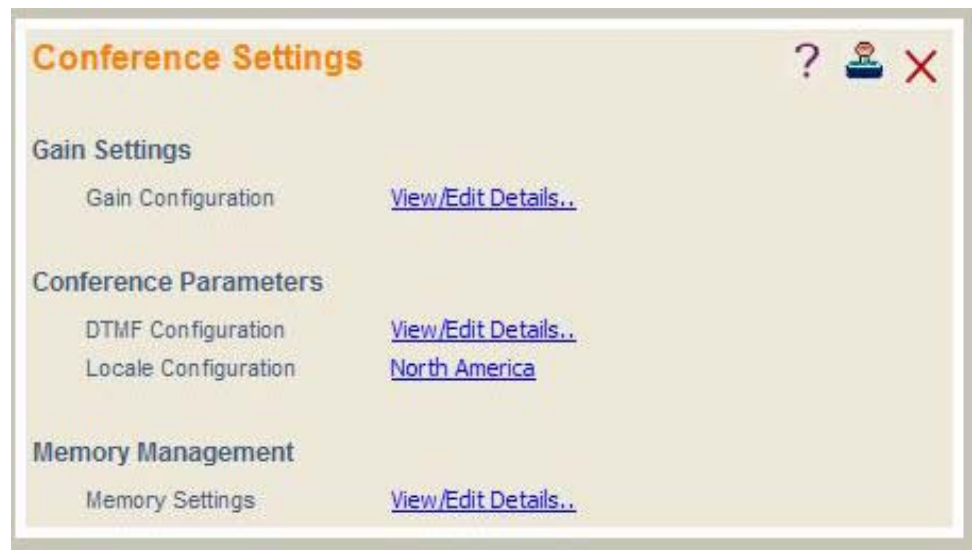 Conference Settings
?
Gain Settings
Gain Configuration View/Edit Details..
Conference Parameters
DTMF Configuration View/Edit Details..
Locale Configuration North America
Memory Management
Memory Settings View/Edit Details..